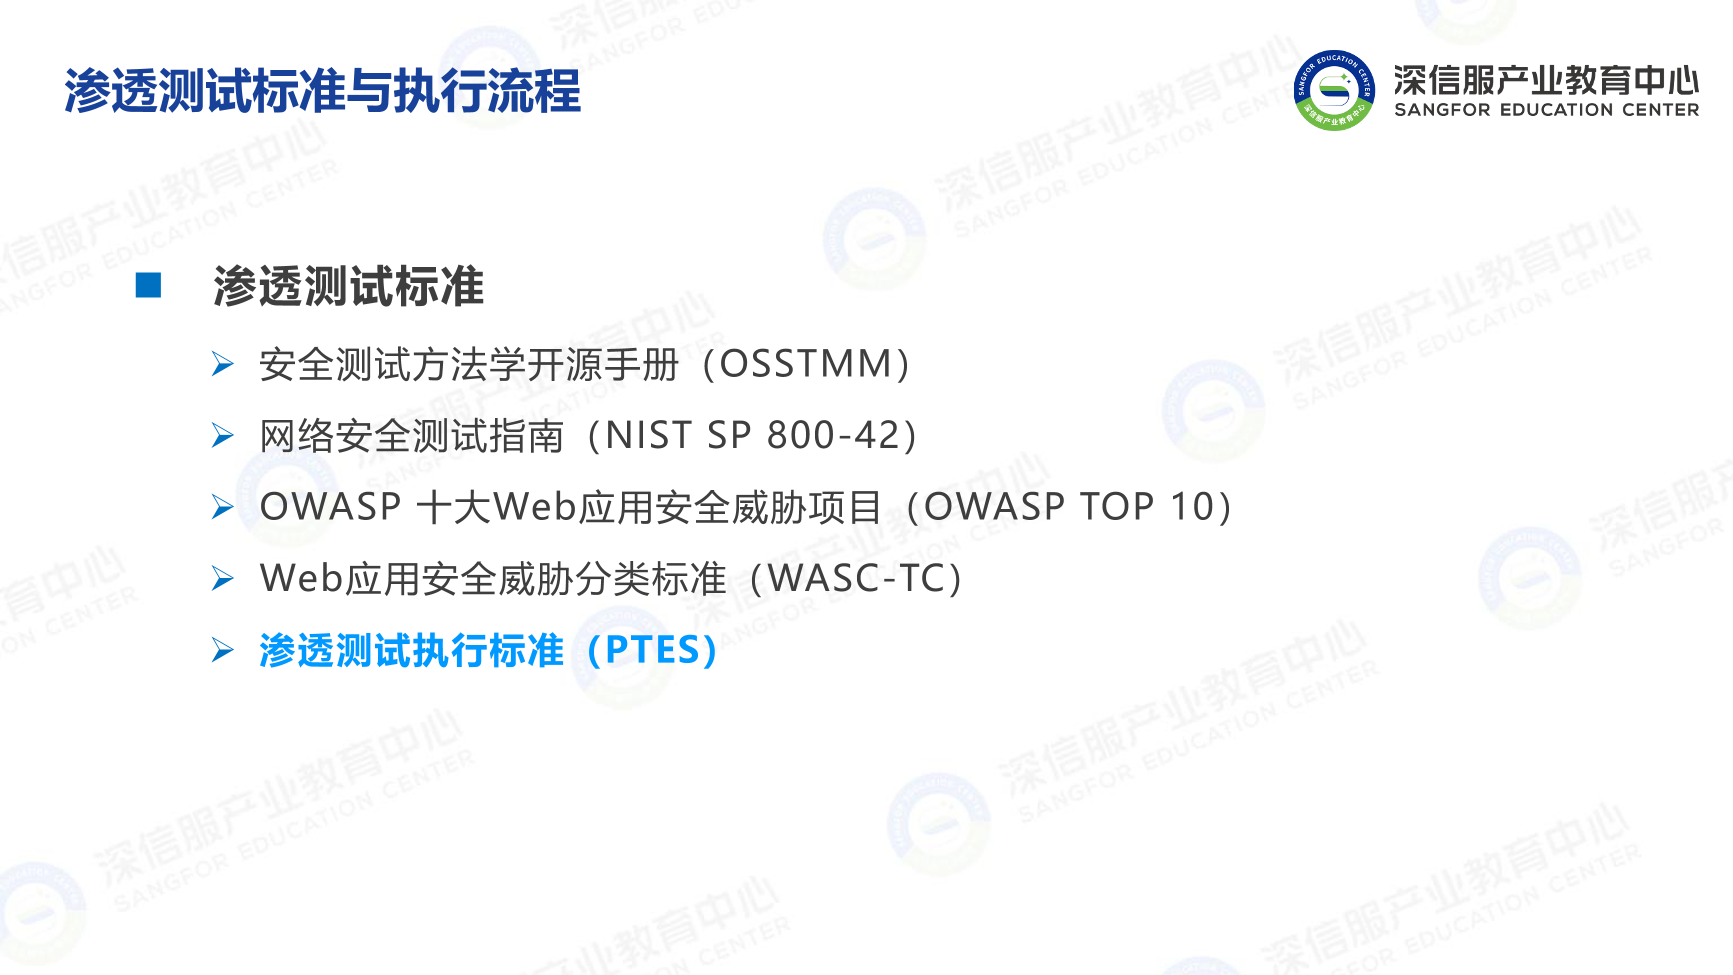 渗透测试标准与执行流程
深信服产业教育中心
SANGFOR EDUCATION CENTER
渗透测试标准
安全测试方法学开源手册（OSSTMM）
网络安全测试指南（NIST SP 800-42）
OWASP 十大Web应用安全威胁项目（OWASP TOP 10）
Web应用安全威胁分类标准（WASC-TC）
渗透测试执行标准（PTES）